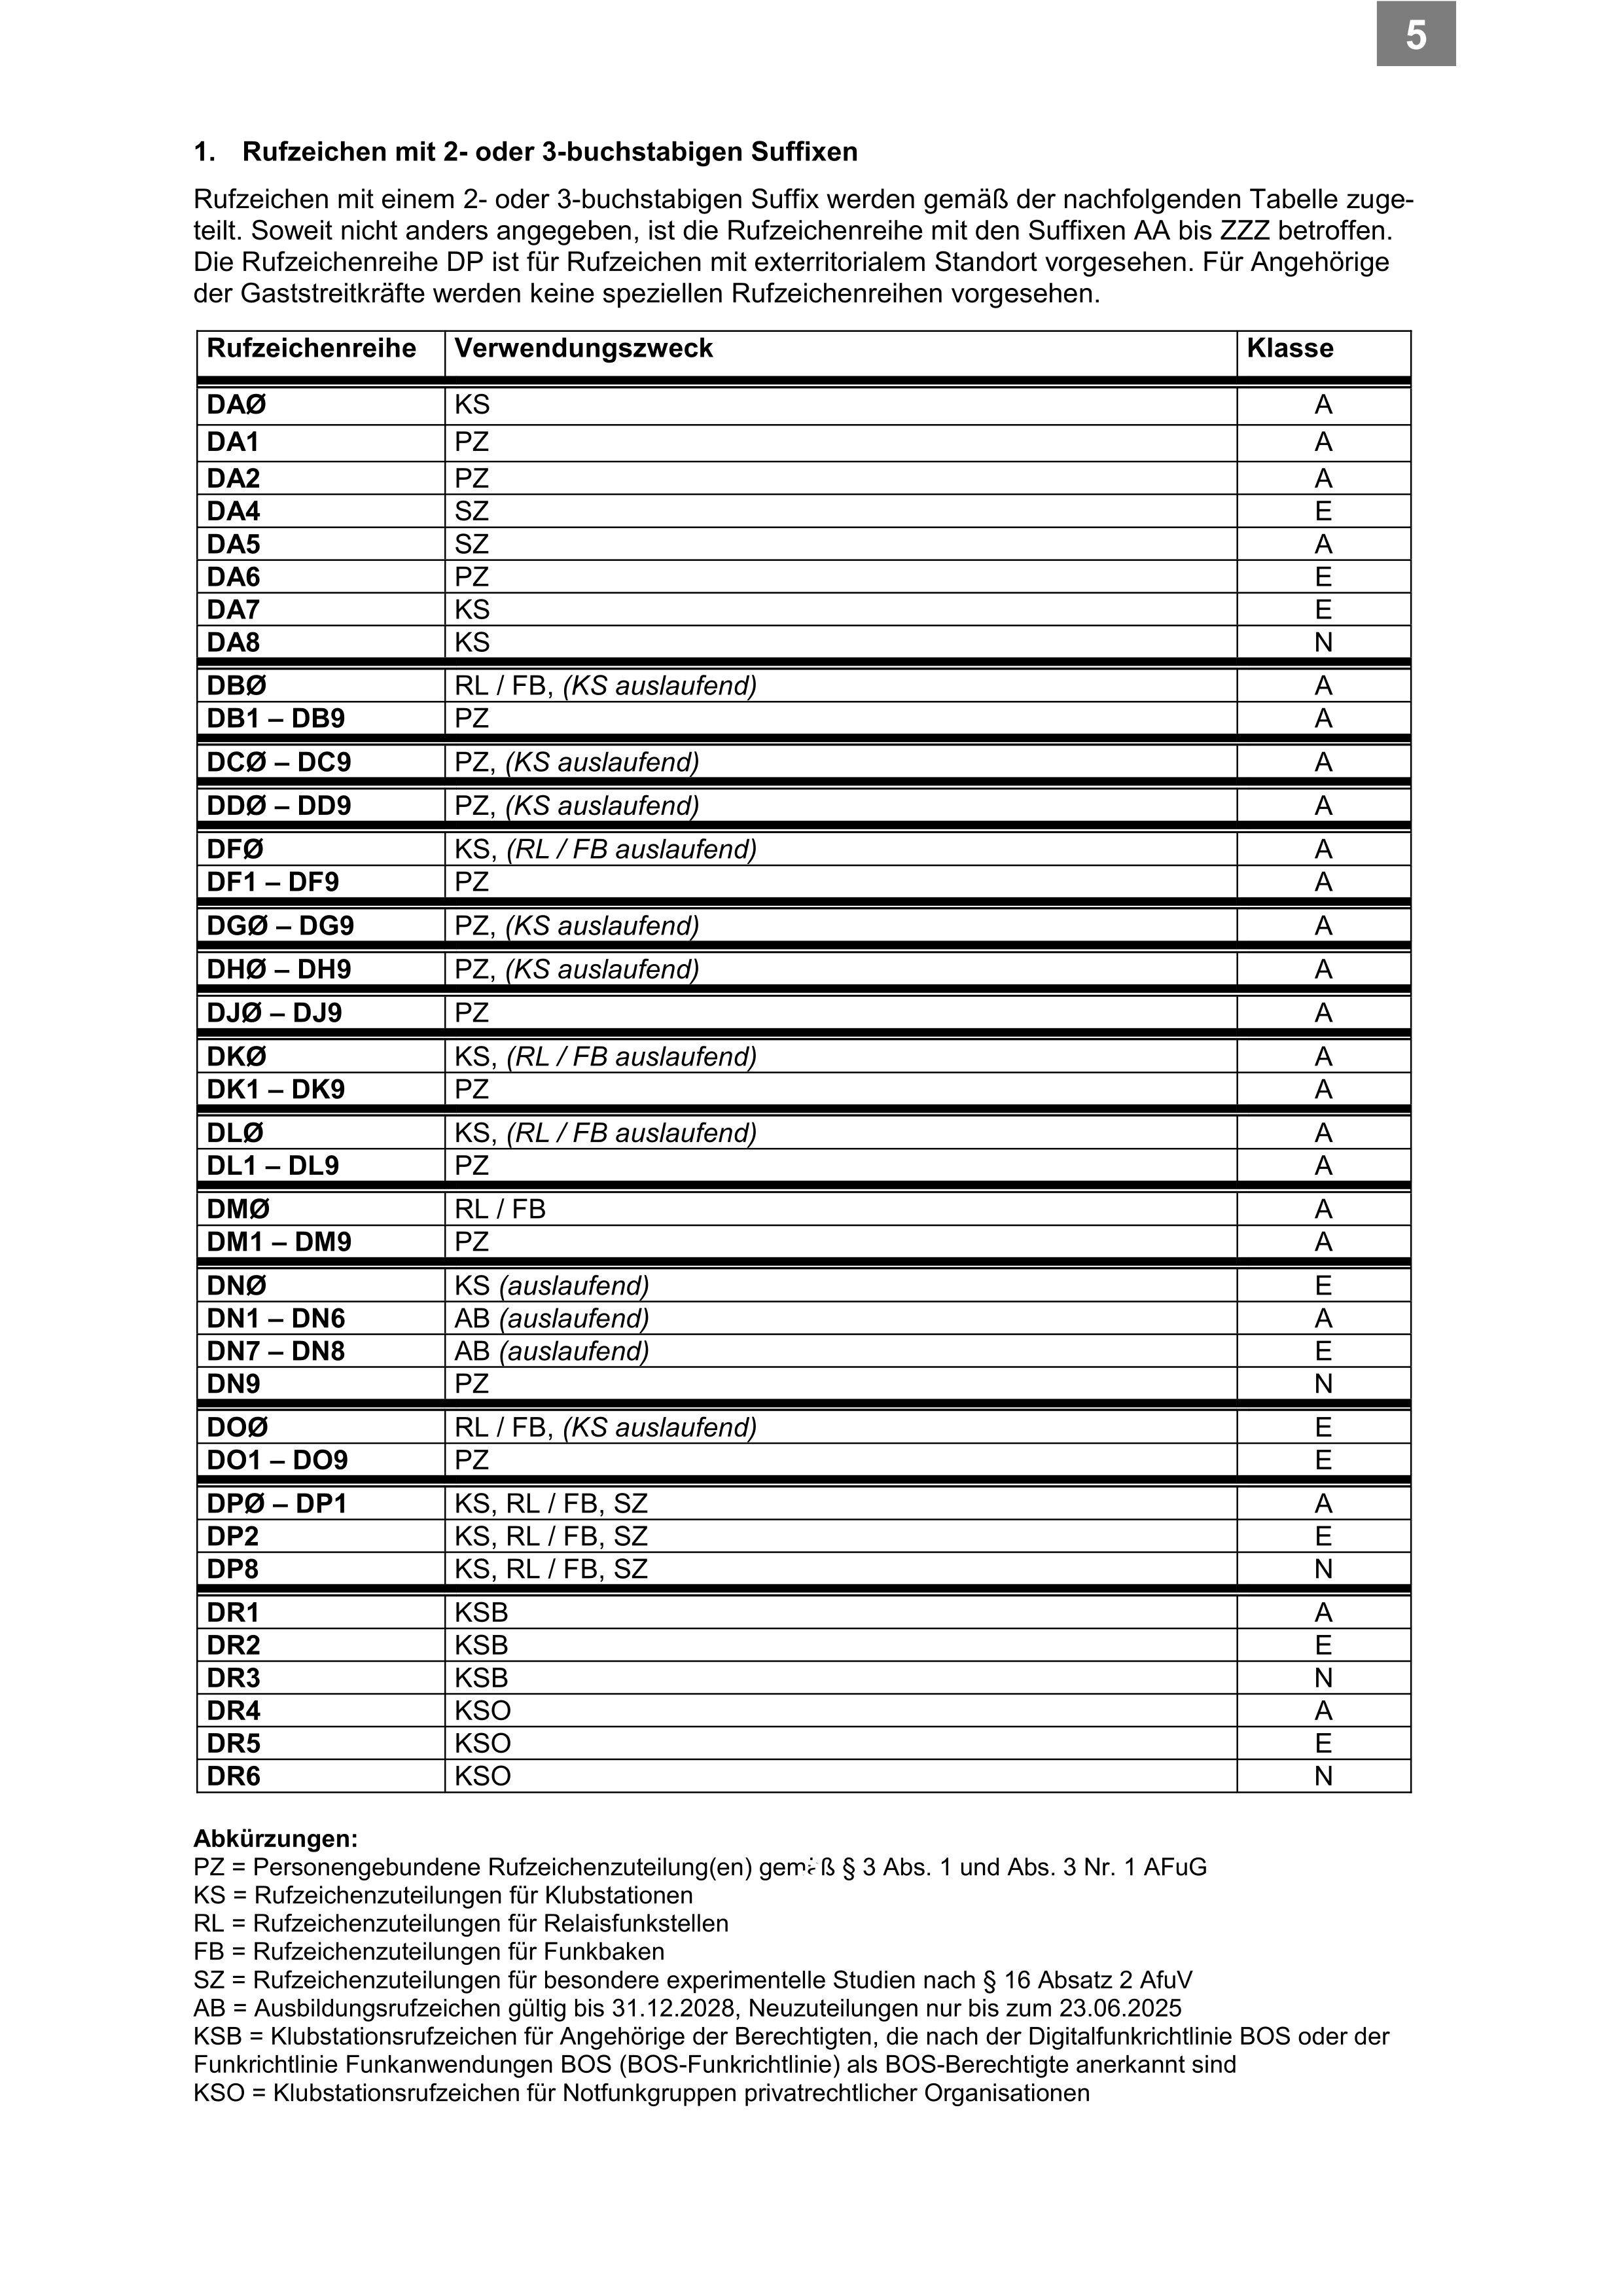 5
1. Rufzeichen mit 2- oder 3-buchstabigen Suffixen
Rufzeichen mit einem 2- oder 3-buchstabigen Suffix werden gemäß der nachfolgenden Tabelle zuge-
teilt. Soweit nicht anders angegeben, ist die Rufzeichenreihe mit den Suffixen AA bis ZZZ betroffen.
Die Rufzeichenreihe DP ist für Rufzeichen mit exterritorialem Standort vorgesehen. Für Angehörige
der Gaststreitkräfte werden keine speziellen Rufzeichenreihen vorgesehen.
Rufzeichenreihe Verwendungszweck Klasse
DAØ KS A
DA1 PZ A
DA2 PZ A
DA4 SZ E
DA5 SZ A
DA6 PZ E
DA7 KS E
DA8 KS N
DBØ RL / FB, (KS auslaufend) A
DB1 – DB9 PZ A
DCØ – DC9 PZ, (KS auslaufend) A
DDØ – DD9 PZ, (KS auslaufend) A
DFØ KS, (RL / FB auslaufend) A
DF1 – DF9 PZ A
DGØ – DG9 PZ, (KS auslaufend) A
DHØ – DH9 PZ, (KS auslaufend) A
DJØ – DJ9 PZ A
DKØ KS, (RL / FB auslaufend) A
DK1 – DK9 PZ A
DLØ KS, (RL / FB auslaufend) A
DL1 – DL9 PZ A
DMØ RL / FB A
DM1 – DM9 PZ A
DNØ KS (auslaufend) E
DN1 – DN6 AB (auslaufend) A
DN7 – DN8 AB (auslaufend) E
DN9 PZ N
DOØ RL / FB, (KS auslaufend) E
DO1 – DO9 PZ E
DPØ – DP1 KS, RL / FB, SZ A
DP2 KS, RL / FB, SZ E
DP8 KS, RL / FB, SZ N
DR1 KSB A
DR2 KSB E
DR3 KSB N
DR4 KSO A
DR5 KSO E
DR6 KSO N
Abkürzungen:
PZ = Personengebundene Rufzeichenzuteilung(en) § 3 Abs. 1 und Abs. 3 Nr. 1 AFuG
KS = Rufzeichenzuteilungen für Klubstationen
RL = Rufzeichenzuteilungen für Relaisfunkstellen
FB = Rufzeichenzuteilungen für Funkbaken
SZ = Rufzeichenzuteilungen für besondere experimentelle Studien nach § 16 Absatz 2 AfuV
AB = Ausbildungsrufzeichen gültig bis 31.12.2028, Neuzuteilungen nur bis zum 23.06.2025
KSB = Klubstationsrufzeichen für Angehörige der Berechtigten, die nach der Digitalfunkrichtlinie BOS oder der
Funkrichtlinie Funkanwendungen BOS (BOS-Funkrichtlinie) als BOS-Berechtigte anerkannt sind
KSO = Klubstationsrufzeichen für Notfunkgruppen privatrechtlicher Organisationen